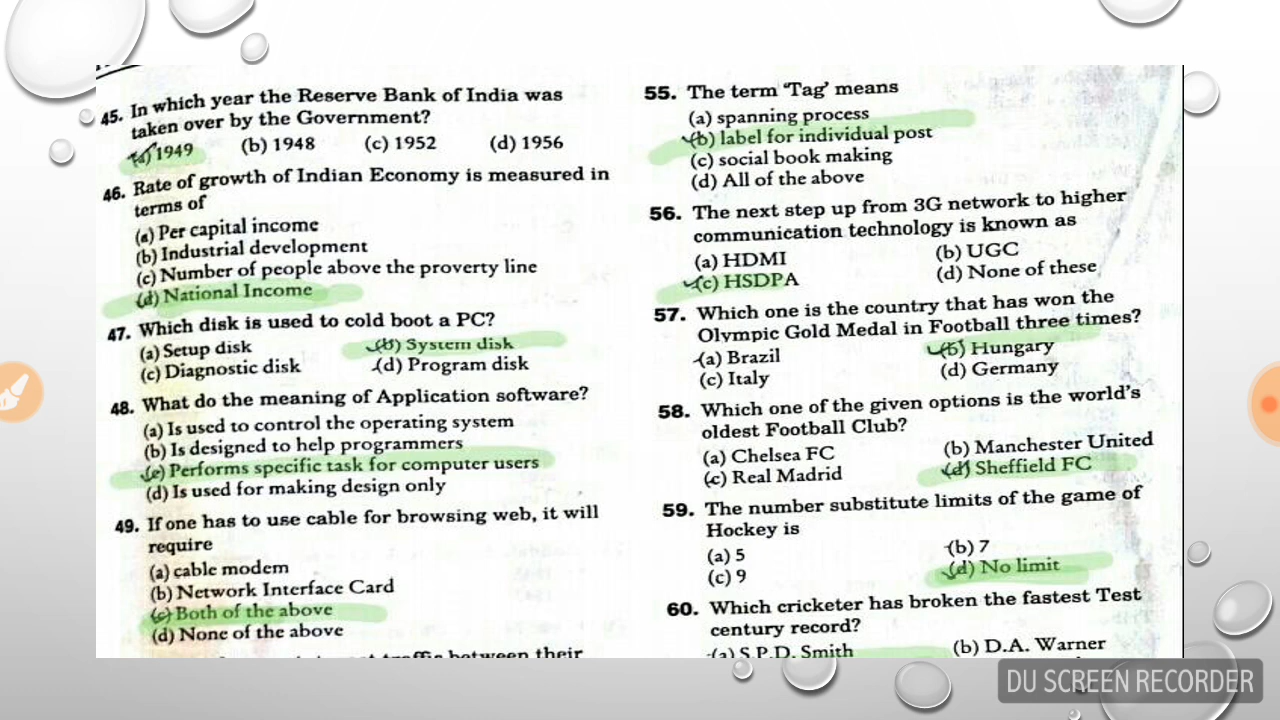 45. In which year the Reserve Bank of India was
taken over by the Government?
(a) 1949 (b) 1948 (c) 1952 (d) 1956
46. Rate of growth of Indian Economy is measured in
terms of
(a) Per capital income
(b) Industrial development
(c) Number of people above the proverty line
(d) National Income
47. Which disk is used to cold boot a PC?
(a) Setup disk (b) System disk
(c) Diagnostic disk (d) Program disk
48. What do the meaning of Application software?
(a) Is used to control the operating system
(b) Is designed to help programmers
(c) Performs specific task for computer users
(d) Is used for making design only
49. If one has to use cable for browsing web, it will
require
(a) cable modem
(b) Network Interface Card
(c) Both of the above
(d) None of the above
between their
55. The term 'Tag' means
(a) spanning process
(b) label for individual post
(c) social book making
(d) All of the above
56. The next step up from 3G network to higher
communication technology is known as
(a) HDMI (b) UGC
(c) HSDPA (d) None of these
57. Which one is the country that has won the
Olympic Gold Medal in Football three times?
(a) Brazil (b) Hungary
(c) Italy (d) Germany
58. Which one of the given options is the world's
oldest Football Club?
(a) Chelsea FC (b) Manchester United
(c) Real Madrid (d) Sheffield FC
59. The number substitute limits of the game of
Hockey is
(a) 5 (b) 7
(c) 9 (d) No limit
60. Which cricketer has broken the fastest Test
century record?
(a) S.P.D. Smith (b) D.A. Warner
DU SCREEN RECORDER